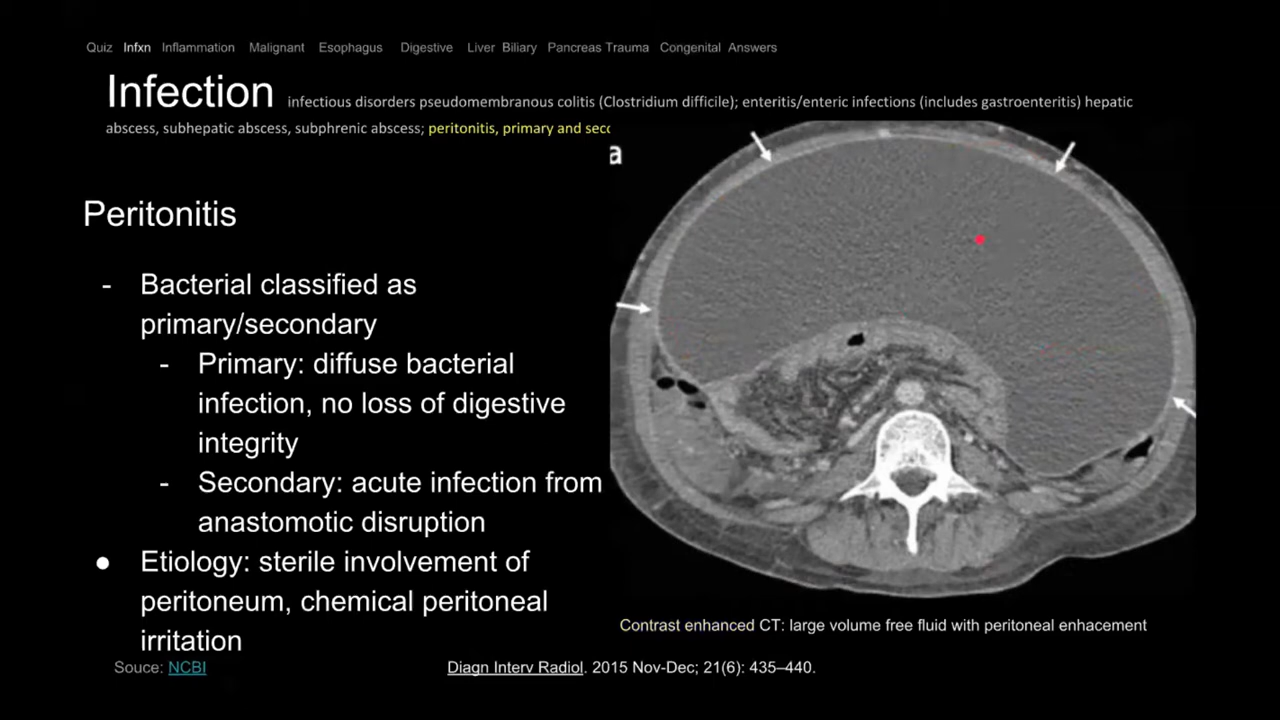 Quiz Infxn Inflammation Malignant Esophagus Digestive Liver Biliary Pancreas Trauma Congenital Answers
Infection infectious disorders pseudomembranous colitis (Clostridium difficile); enteritis/enteric infections (includes gastroenteritis) hepatic
abscess, subhepatic abscess, subphrenic abscess; peritonitis, primary and
a
Peritonitis
- Bacterial classified as
primary/secondary
- Primary: diffuse bacterial
infection, no loss of digestive
integrity
- Secondary: acute infection from
anastomotic disruption
● Etiology: sterile involvement of
peritoneum, chemical peritoneal
irritation
Contrast enhanced CT: large volume free fluid with peritoneal enhacement
Souce: NCBI
Diagn Interv Radiol. 2015 Nov-Dec; 21(6): 435–440.